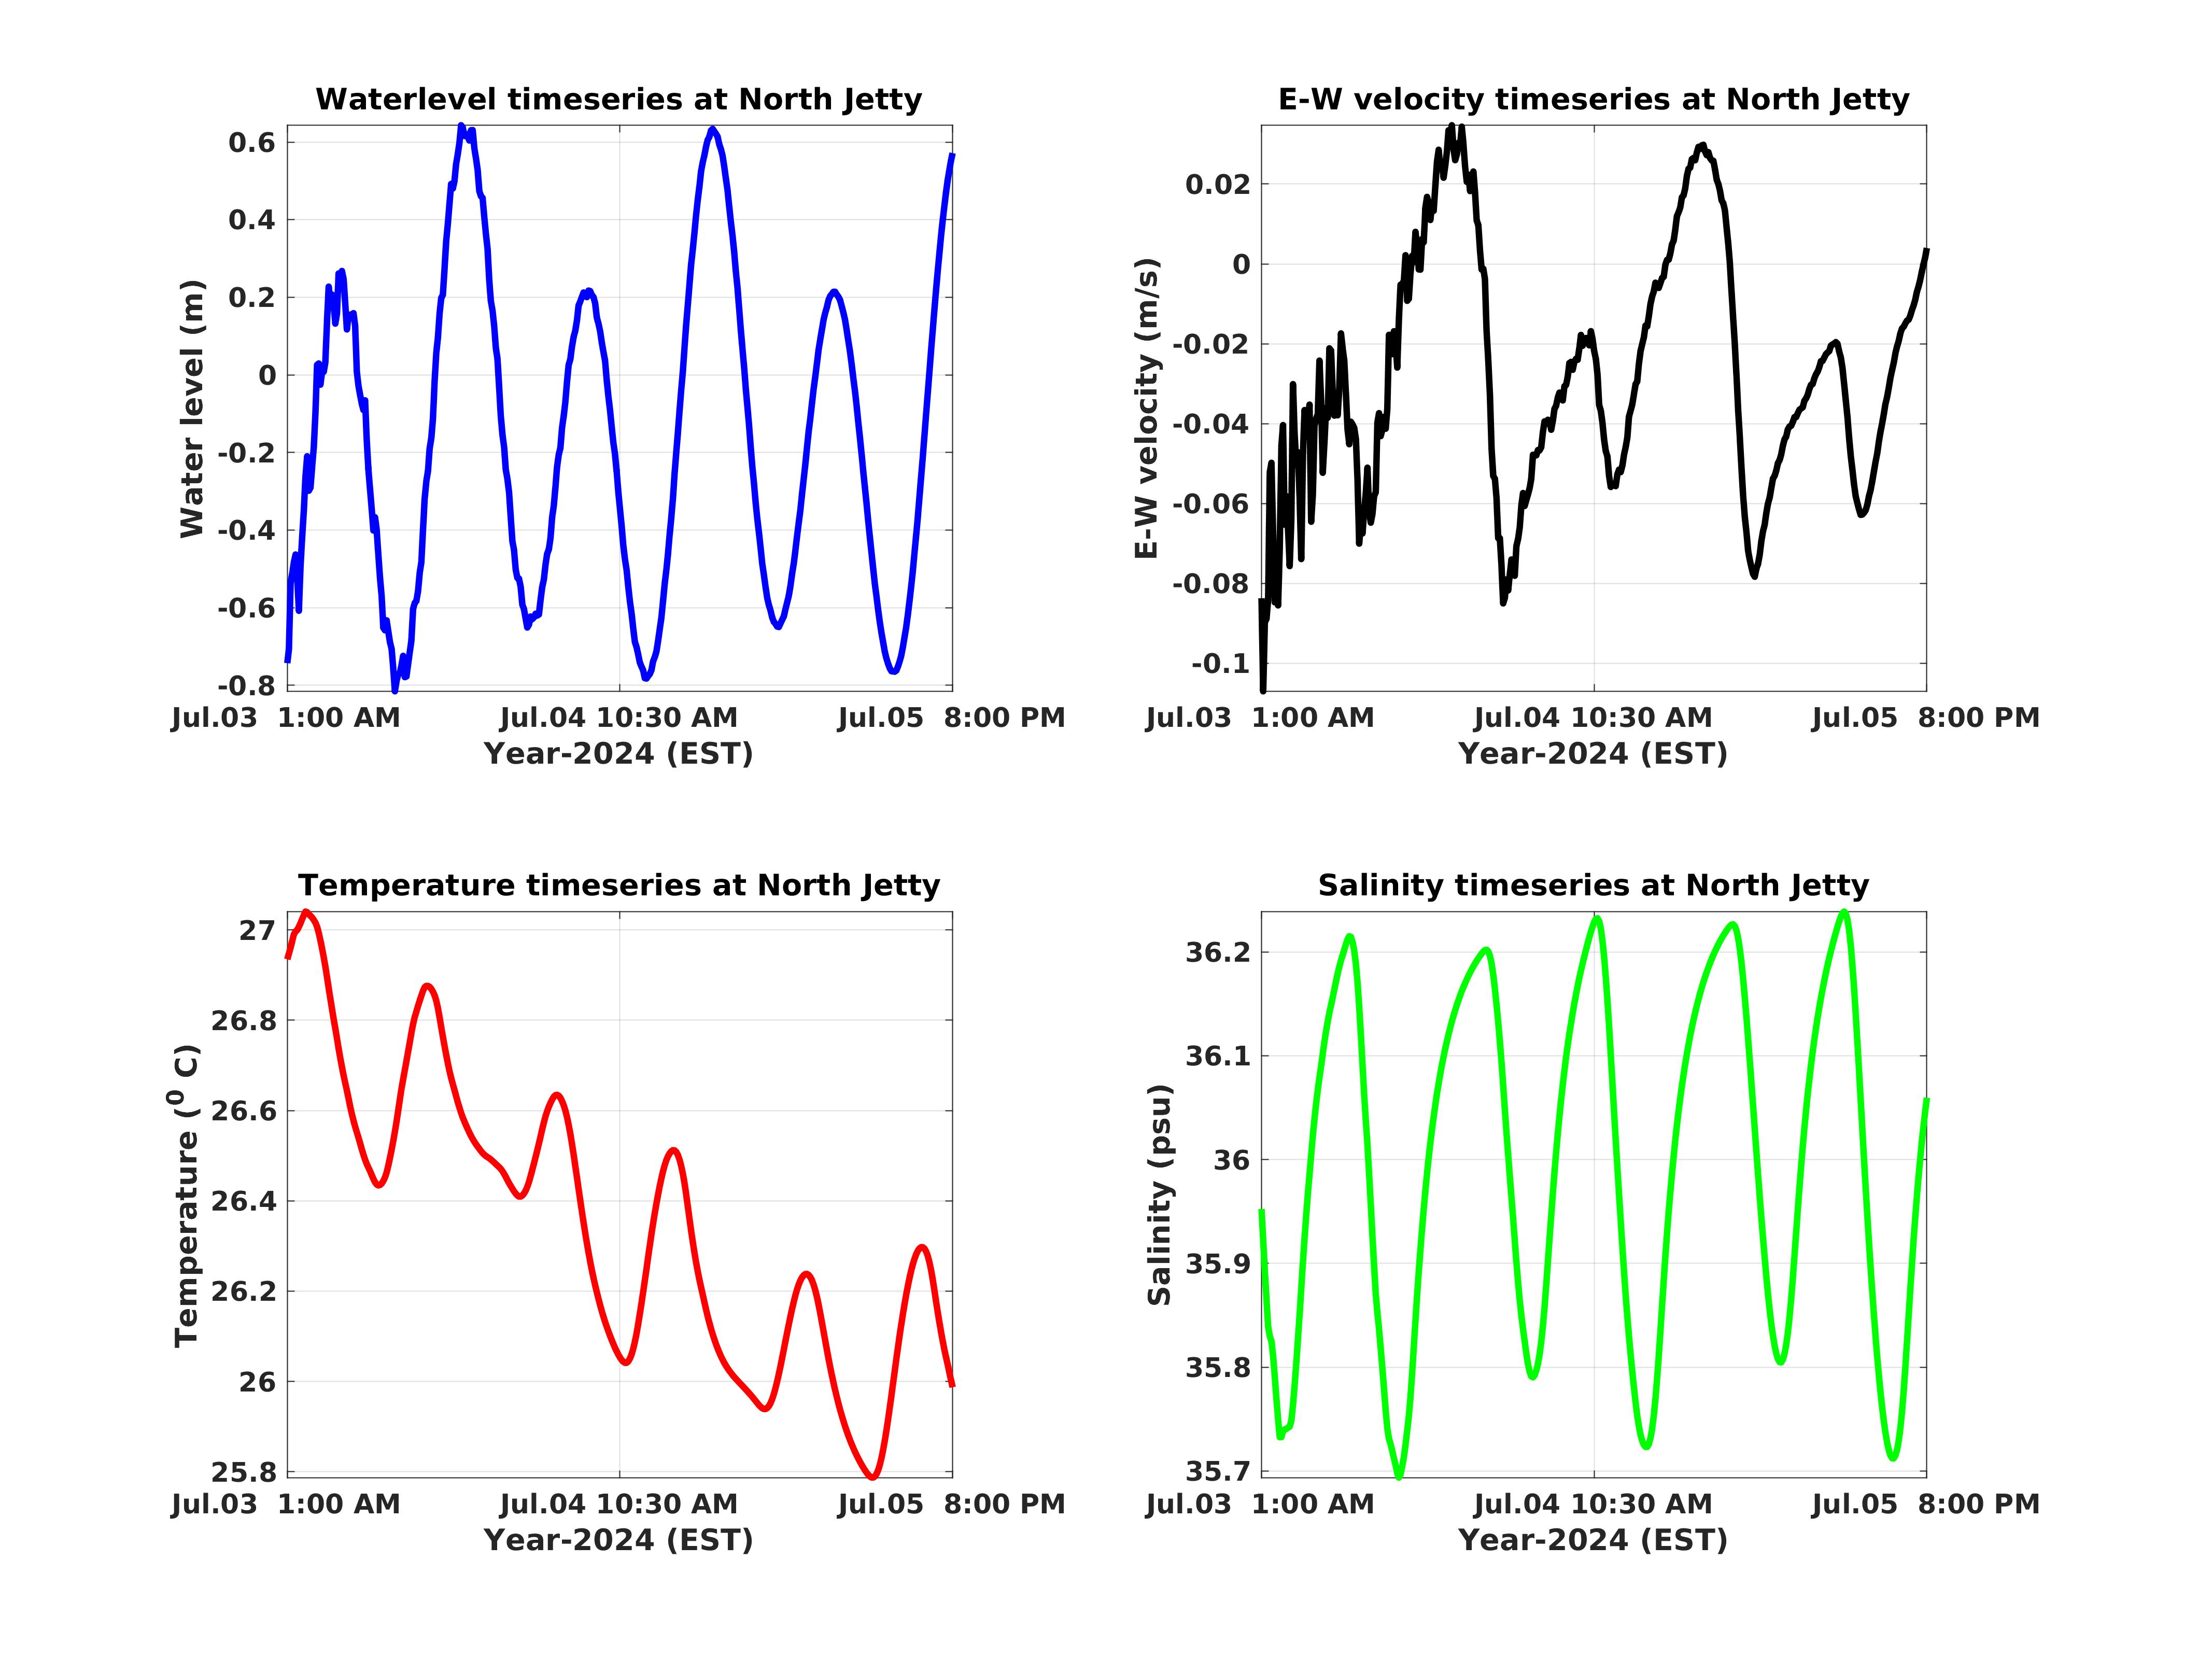 Waterlevel timeseries at North Jetty
0.6
0.4
0.2
0
-0.2
-0.4
-0.6
-0.8
Water level (m)
Jul.03 1:00 AM Jul.04 10:30 AM Jul.05 8:00 PM
Year-2024 (EST)
E-W velocity timeseries at North Jetty
0.02
0
-0.02
-0.04
-0.06
-0.08
-0.1
E-W velocity (m/s)
Jul.03 1:00 AM Jul.04 10:30 AM Jul.05 8:00 PM
Year-2024 (EST)
Temperature timeseries at North Jetty
27
26.8
26.6
26.4
26.2
26
25.8
Temperature (⁰ C)
Jul.03 1:00 AM Jul.04 10:30 AM Jul.05 8:00 PM
Year-2024 (EST)
Salinity timeseries at North Jetty
36.2
36.1
36
35.9
35.8
35.7
Salinity (psu)
Jul.03 1:00 AM Jul.04 10:30 AM Jul.05 8:00 PM
Year-2024 (EST)